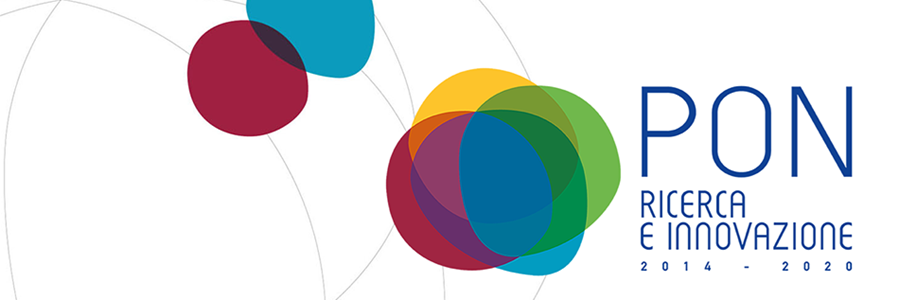 PON
RICERCA
E INNOVAZIONE
2014 - 2020